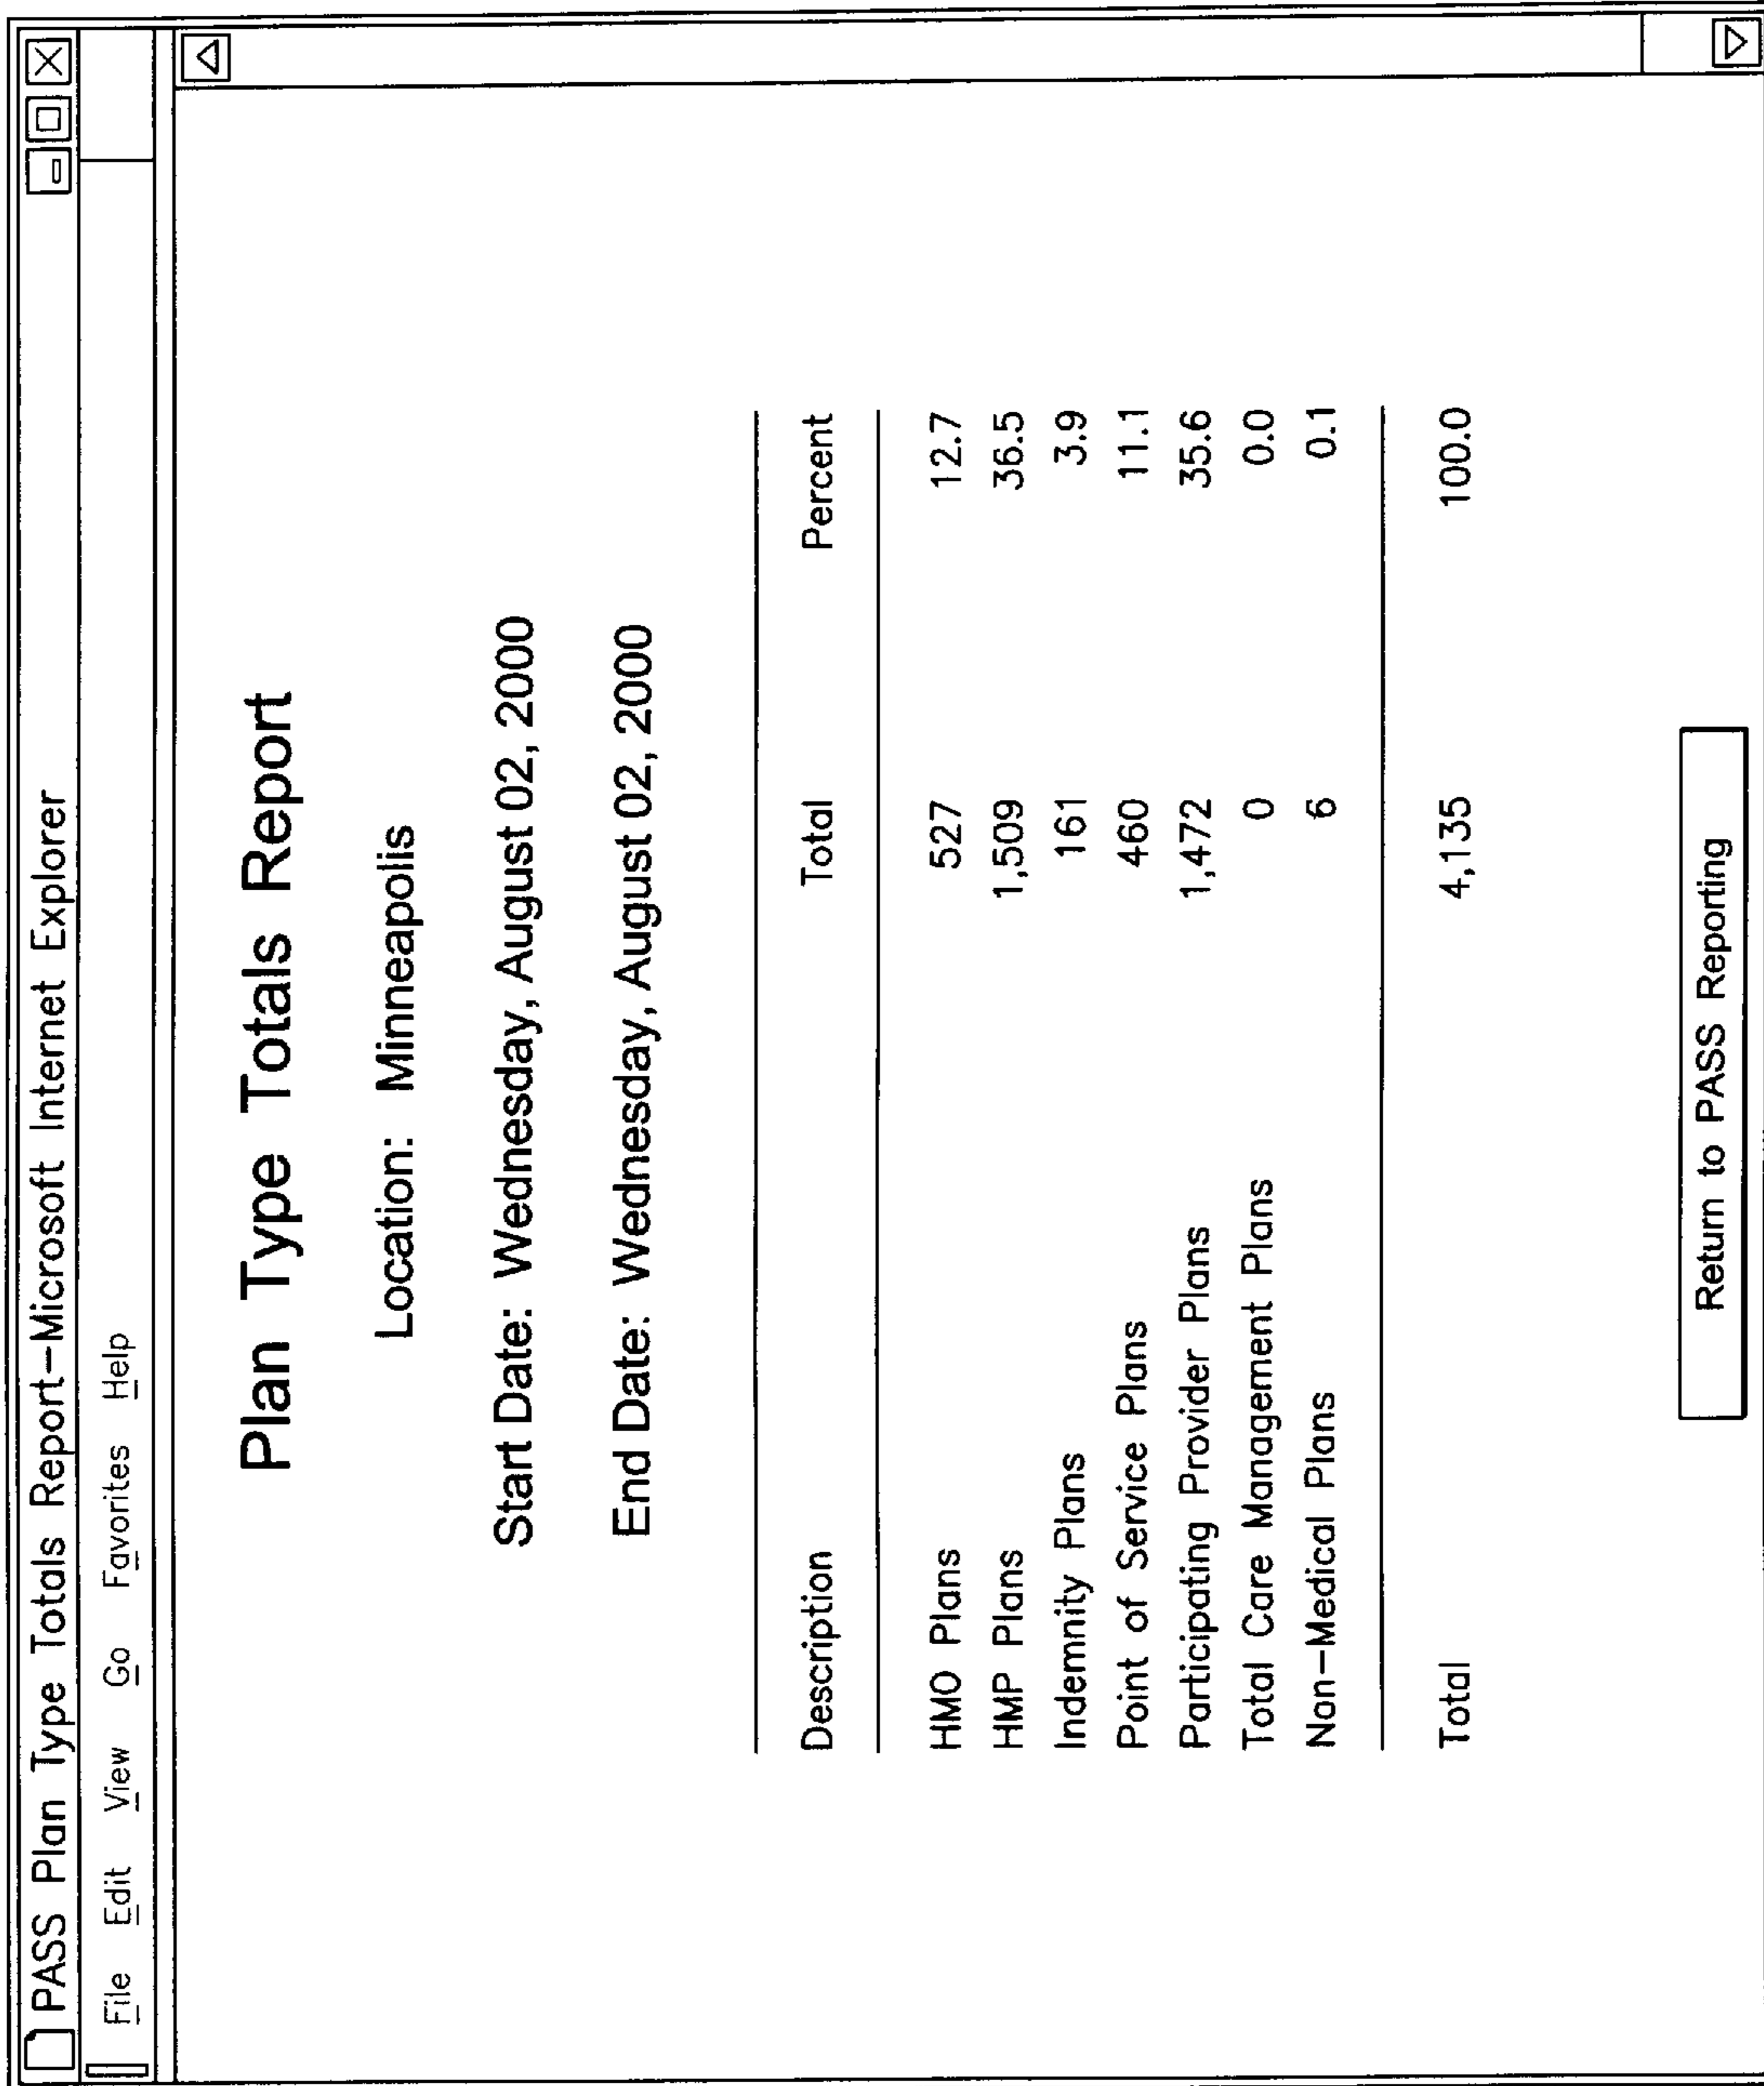 PASS Plan Type Totals Report—Microsoft Internet Explorer
File Edit View Go Favorites Help
Plan Type Totals Report
Location: Minneapolis
Start Date: Wednesday, August 02, 2000
End Date: Wednesday, August 02, 2000
Description Total Percent
HMO Plans 527 12.7
HMP Plans 1,509 36.5
Indemnity Plans 161 3.9
Point of Service Plans 460 11.1
Participating Provider Plans 1,472 35.6
Total Care Management Plans 0 0.0
Non—Medical Plans 6 0.1
Total 4,135 100.0
Return to PASS Reporting